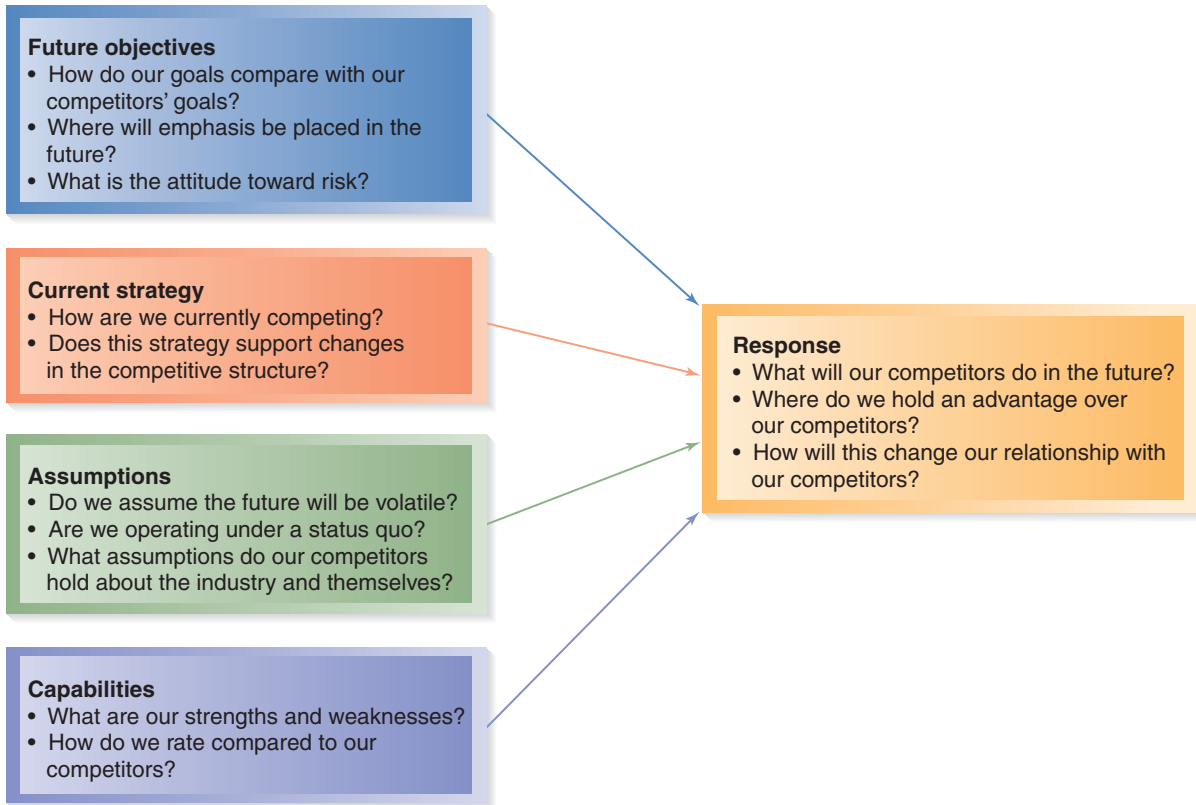 Future objectives
• How do our goals compare with our
competitors’ goals?
• Where will emphasis be placed in the
future?
• What is the attitude toward risk?
Current strategy
• How are we currently competing?
• Does this strategy support changes
in the competitive structure?
Assumptions
• Do we assume the future will be volatile?
• Are we operating under a status quo?
• What assumptions do our competitors
hold about the industry and themselves?
Capabilities
• What are our strengths and weaknesses?
• How do we rate compared to our
competitors?
Response
• What will our competitors do in the future?
• Where do we hold an advantage over
our competitors?
• How will this change our relationship with
our competitors?